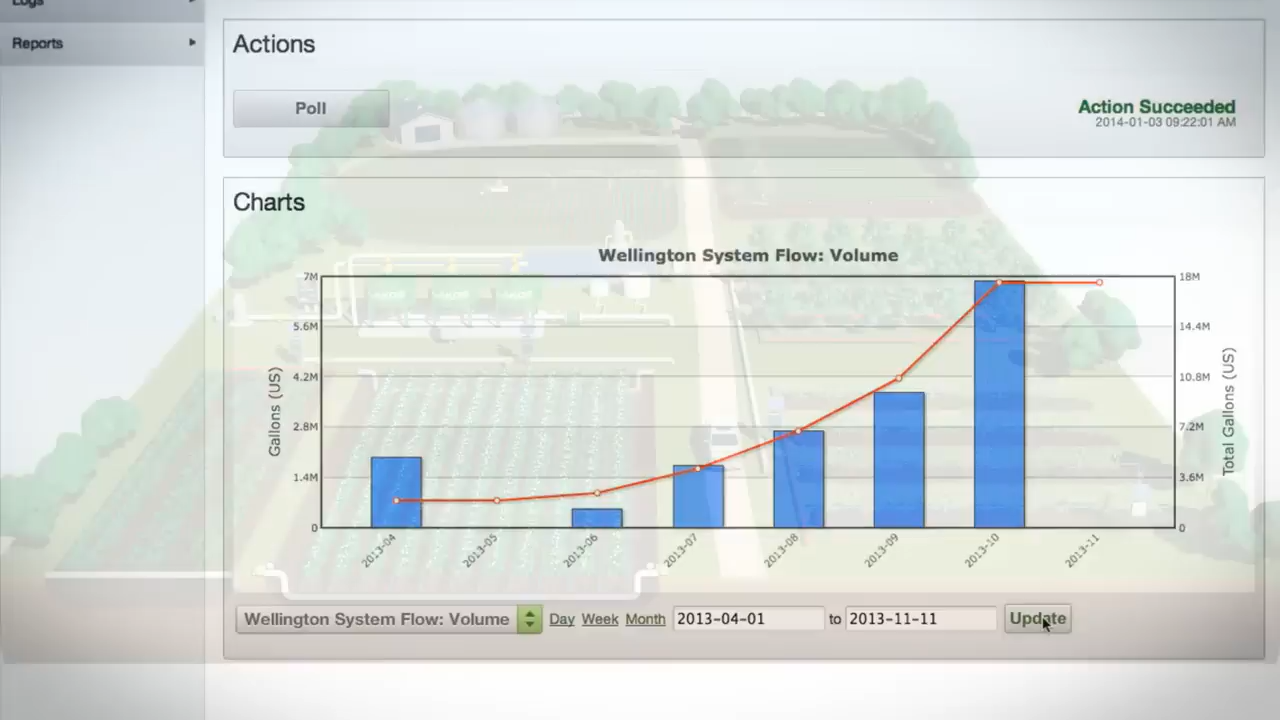 Logs
Reports
Actions
Poll
Action Succeeded
2014-01-03 09:22:01 AM
Charts
Wellington System Flow: Volume
7M
5.6M
4.2M
2.8M
1.4M
0
Gallons (US)
18M
14.4M
10.8M
7.2M
3.6M
0
Total Gallons (US)
2013-04
2013-05
2013-06
2013-07
2013-08
2013-09
2013-10
2013-11
Wellington System Flow: Volume Day Week Month 2013-04-01 to 2013-11-11 Update